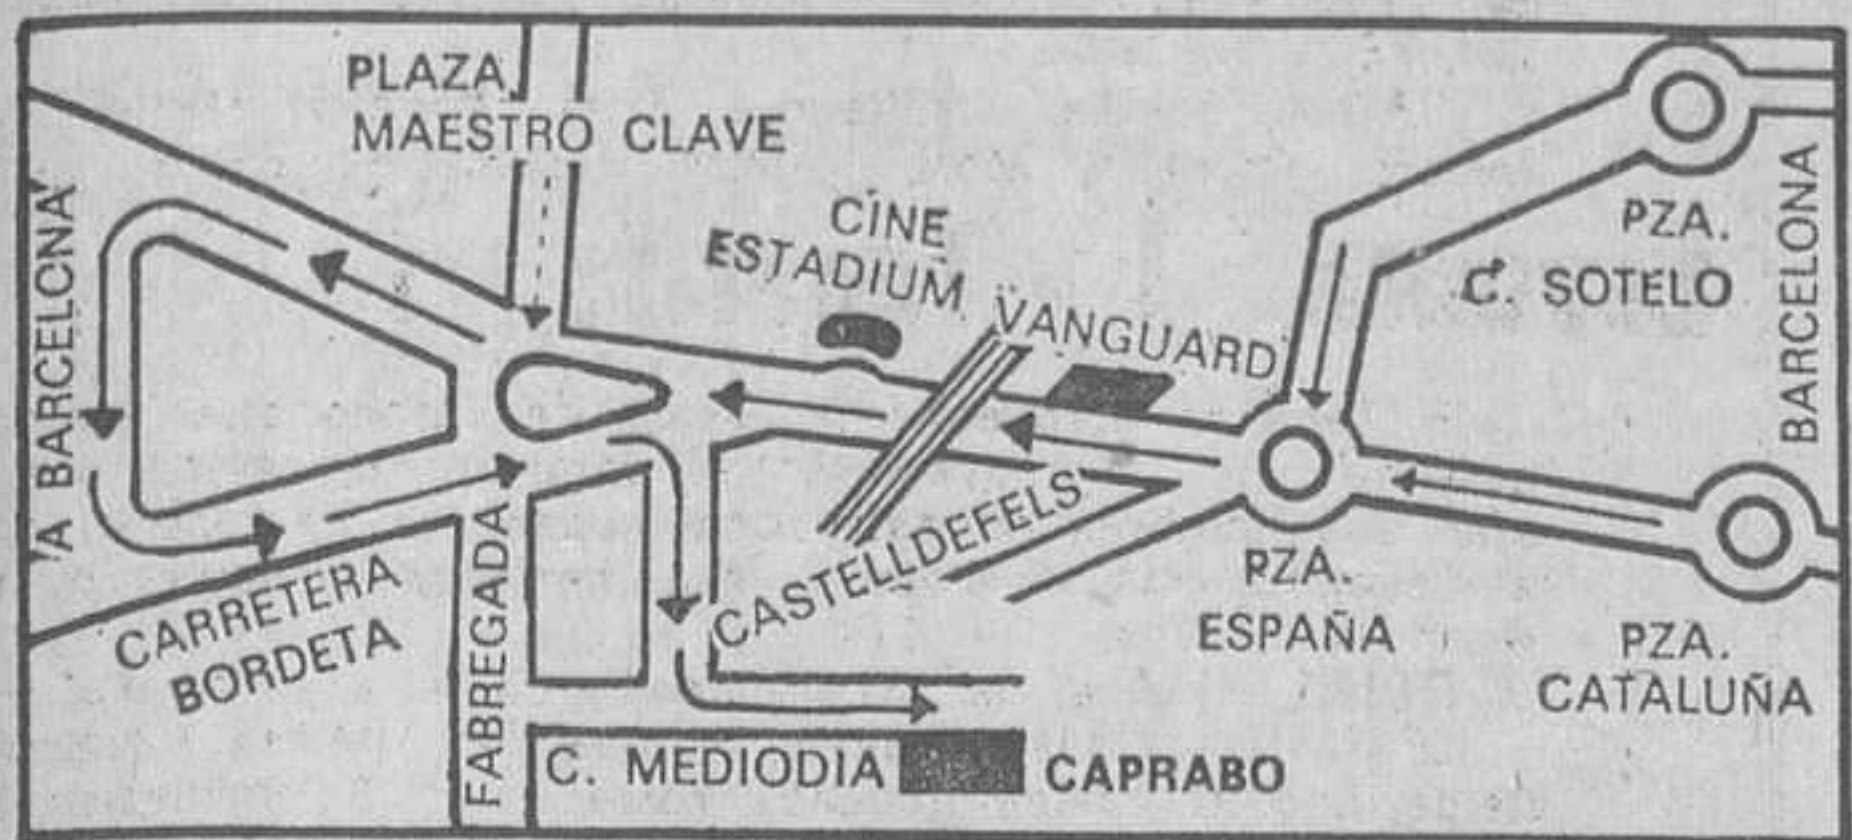 PLAZA
MAESTRO CLAVE
CINE
ESTADIUM
VANGUARD
PZA.
C. SOTELO
BARCELONA
A BARCELONA
CARRETERA
BORDETA
FABREGADA
CASTELLDEFELS
PZA.
ESPAÑA
PZA.
CATALUÑA
C. MEDIODIA
CAPRABO